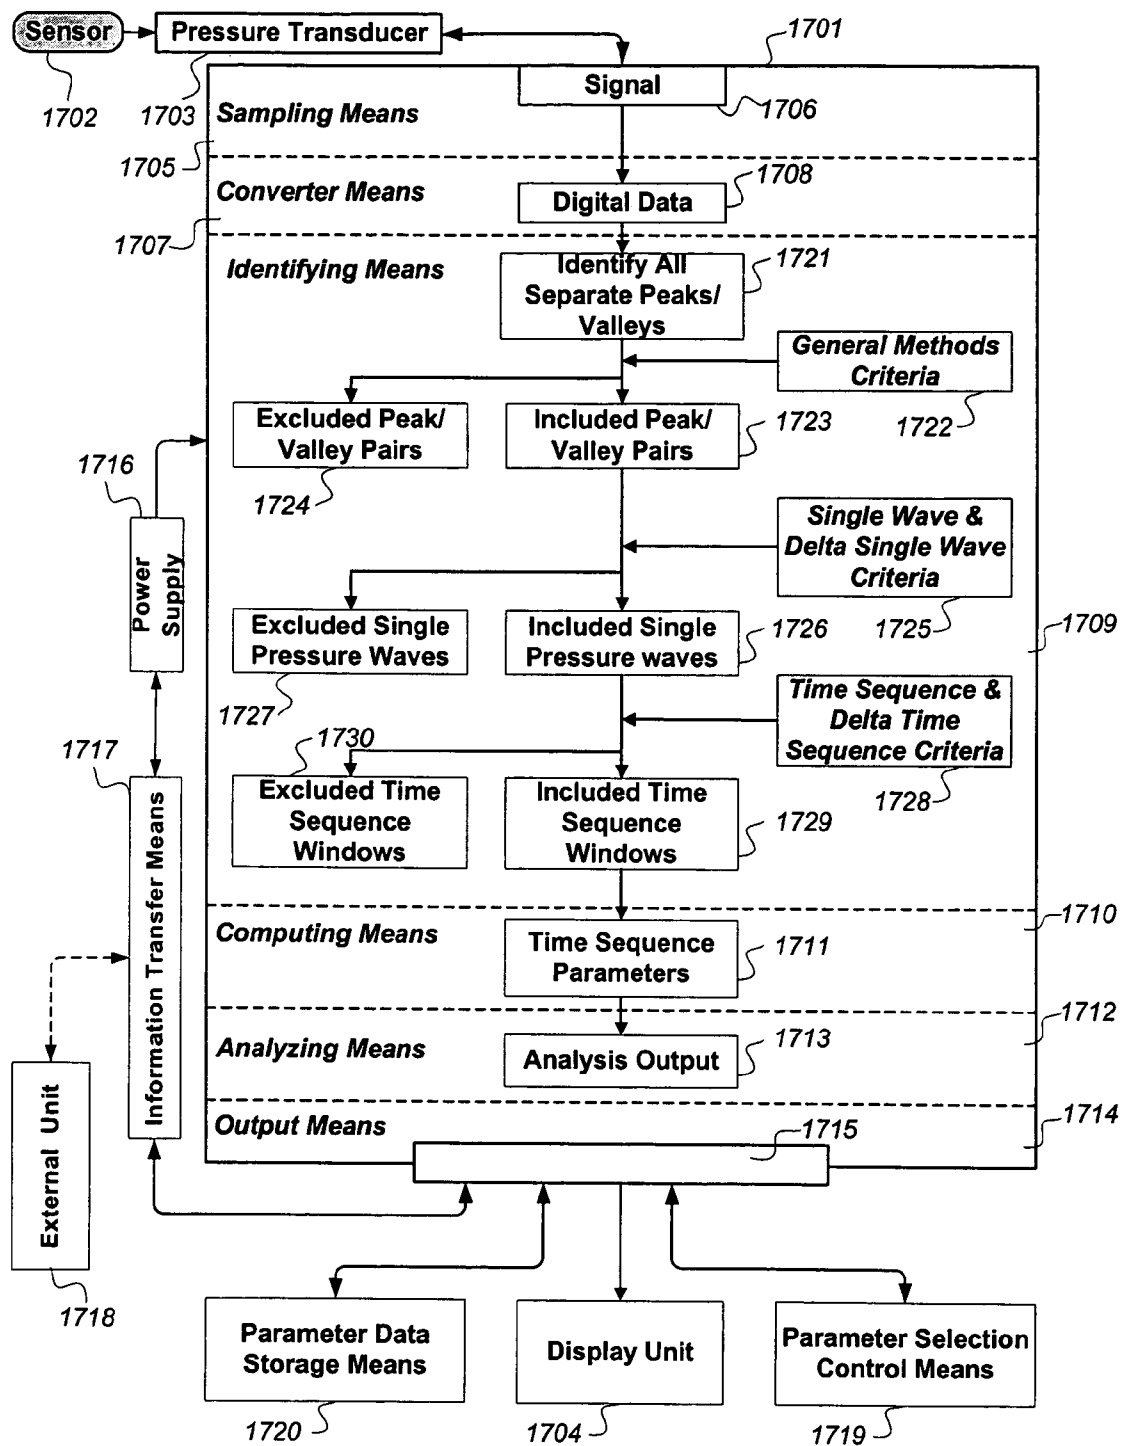 Sensor
Pressure Transducer
1701
Signal
1702
1703
1706
Sampling Means
1705
Converter Means
1708
Digital Data
1707
Identifying Means
1721
Identify All
Separate Peaks/
Valleys
General Methods
Criteria
1722
Excluded Peak/
Valley Pairs
Included Peak/
Valley Pairs
1723
1724
1716
Power
Supply
Single Wave &
Delta Single Wave
Criteria
1725
Excluded Single
Pressure Waves
Included Single
Pressure waves
1726
1709
1727
Time Sequence &
Delta Time
Sequence Criteria
1728
1730
1717
Excluded Time
Sequence
Windows
Included Time
Sequence
Windows
1729
Information Transfer Means
Computing Means
1710
Time Sequence
Parameters
1711
1712
Analyzing Means
Analysis Output
1713
Output Means
1714
1715
External Unit
1718
Parameter Data
Storage Means
Display Unit
Parameter Selection
Control Means
1720
1704
1719